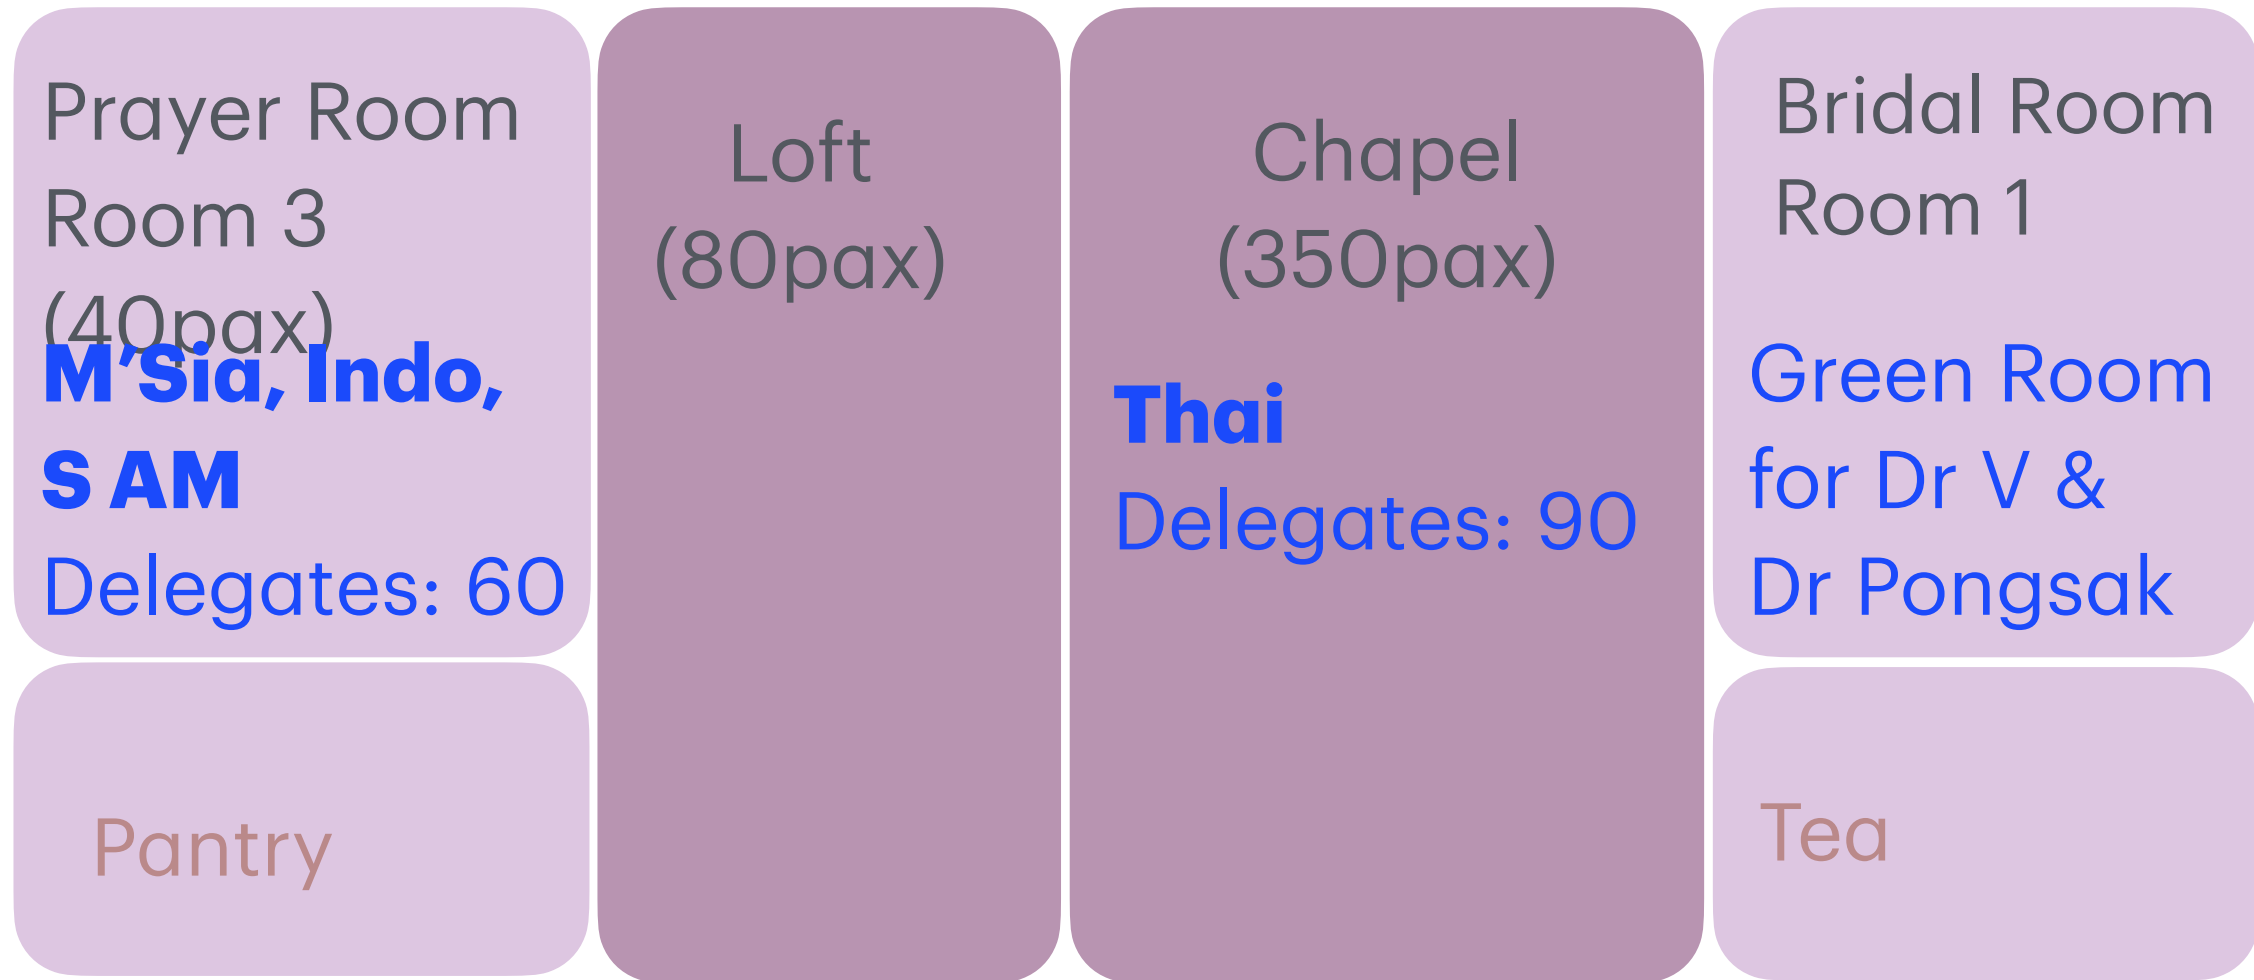 Prayer Room
Room 3
(40pax)
M’Sia, Indo,
S AM
Delegates: 60
Pantry
Loft
(80pax)
Chapel
(350pax)
Thai
Delegates: 90
Bridal Room
Room 1
Green Room
for Dr V &
Dr Pongsak
Tea